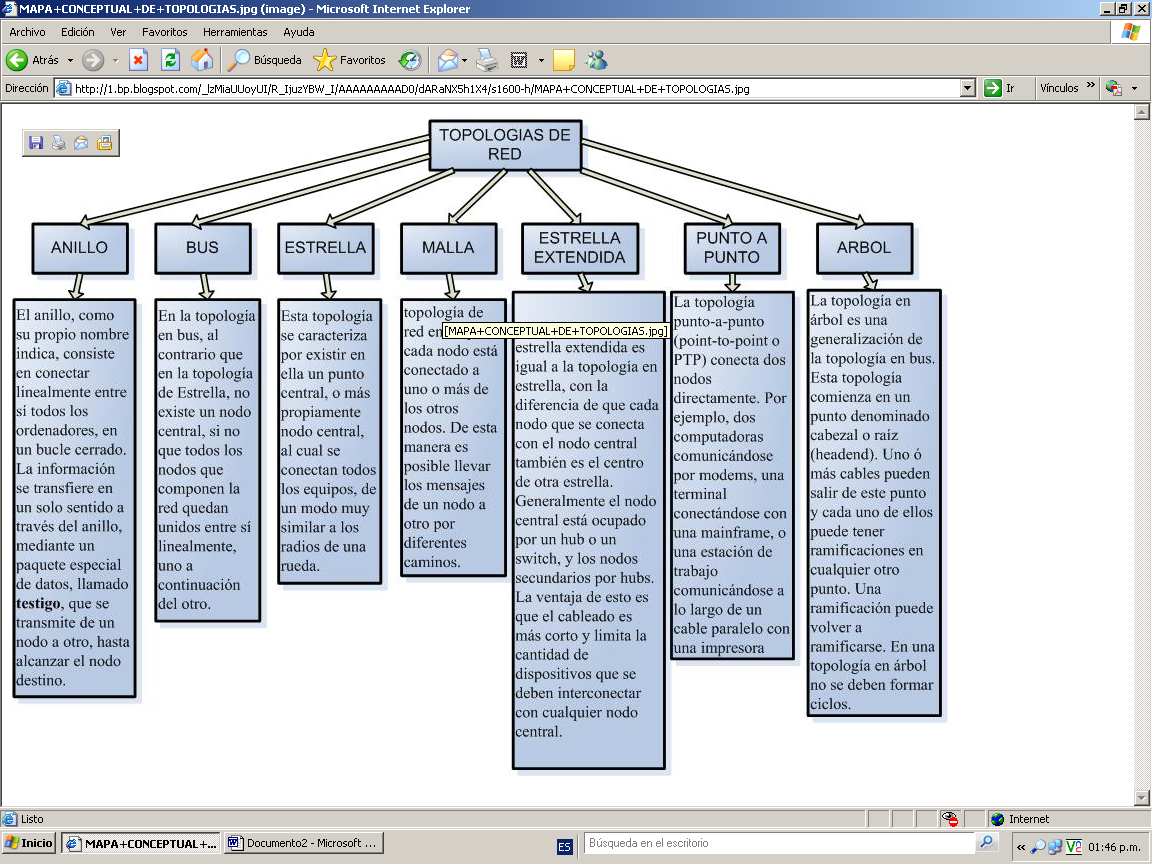 MAPA+CONCEPTUAL+DE+TOPOLOGIAS.jpg (image) - Microsoft Internet Explorer
Archivo Edición Ver Favoritos Herramientas Ayuda
Atrás Búsqueda Favoritos
Dirección http://1.bp.blogspot.com/_lzMiaUUoyUI/R_IjuzYBW_I/AAAAAAAAAD0/dARaNX5h1X4/s1600-h/MAPA+CONCEPTUAL+DE+TOPOLOGIAS.jpg Ir Vínculos »
TOPOLOGIAS DE
RED
ANILLO
El anillo, como
su propio nombre
indica, consiste
en conectar
linealmente entre
sí todos los
ordenadores, en
un bucle cerrado.
La información
se transfiere en
un solo sentido a
través del anillo,
mediante un
paquete especial
de datos, llamado
testigo, que se
transmite de un
nodo a otro, hasta
alcanzar el nodo
destino.
BUS
En la topología
en bus, al
contrario que
en la topología
de Estrella, no
existe un nodo
central, si no
que todos los
nodos que
componen la
red quedan
unidos entre sí
linealmente,
uno a
continuación
del otro.
ESTRELLA
Esta topología
se caracteriza
por existir en
ella un punto
central, o más
propiamente
nodo central,
al cual se
conectan todos
los equipos, de
un modo muy
similar a los
radios de una
rueda.
MALLA
topología de
red en
cada nodo está
conectado a
uno o más de
los otros
nodos. De esta
manera es
posible llevar
los mensajes
de un nodo a
otro por
diferentes
caminos.
[MAPA+CONCEPTUAL+DE+TOPOLOGIAS.jpg]
ESTRELLA
EXTENDIDA
estrella extendida es
igual a la topología en
estrella, con la
diferencia de que cada
nodo que se conecta
con el nodo central
también es el centro
de otra estrella.
Generalmente el nodo
central está ocupado
por un hub o un
switch, y los nodos
secundarios por hubs.
La ventaja de esto es
que el cableado es
más corto y limita la
cantidad de
dispositivos que se
deben interconectar
con cualquier nodo
central.
PUNTO A
PUNTO
La topología
punto-a-punto
(point-to-point o
PTP) conecta dos
nodos
directamente. Por
ejemplo, dos
computadoras
comunicándose
por modems, una
terminal
conectándose con
una mainframe, o
una estación de
trabajo
comunicándose a
lo largo de un
cable paralelo con
una impresora
ARBOL
La topología en
árbol es una
generalización de
la topología en bus.
Esta topología
comienza en un
punto denominado
cabezal o raíz
(headend). Uno ó
más cables pueden
salir de este punto
y cada uno de ellos
puede tener
ramificaciones en
cualquier otro
punto. Una
ramificación puede
volver a
ramificarse. En una
topología en árbol
no se deben formar
ciclos.
Listo Internet
Inicio MAPA+CONCEPTUAL+... Documento2 - Microsoft ... ES Búsqueda en el escritorio « 01:46 p.m.